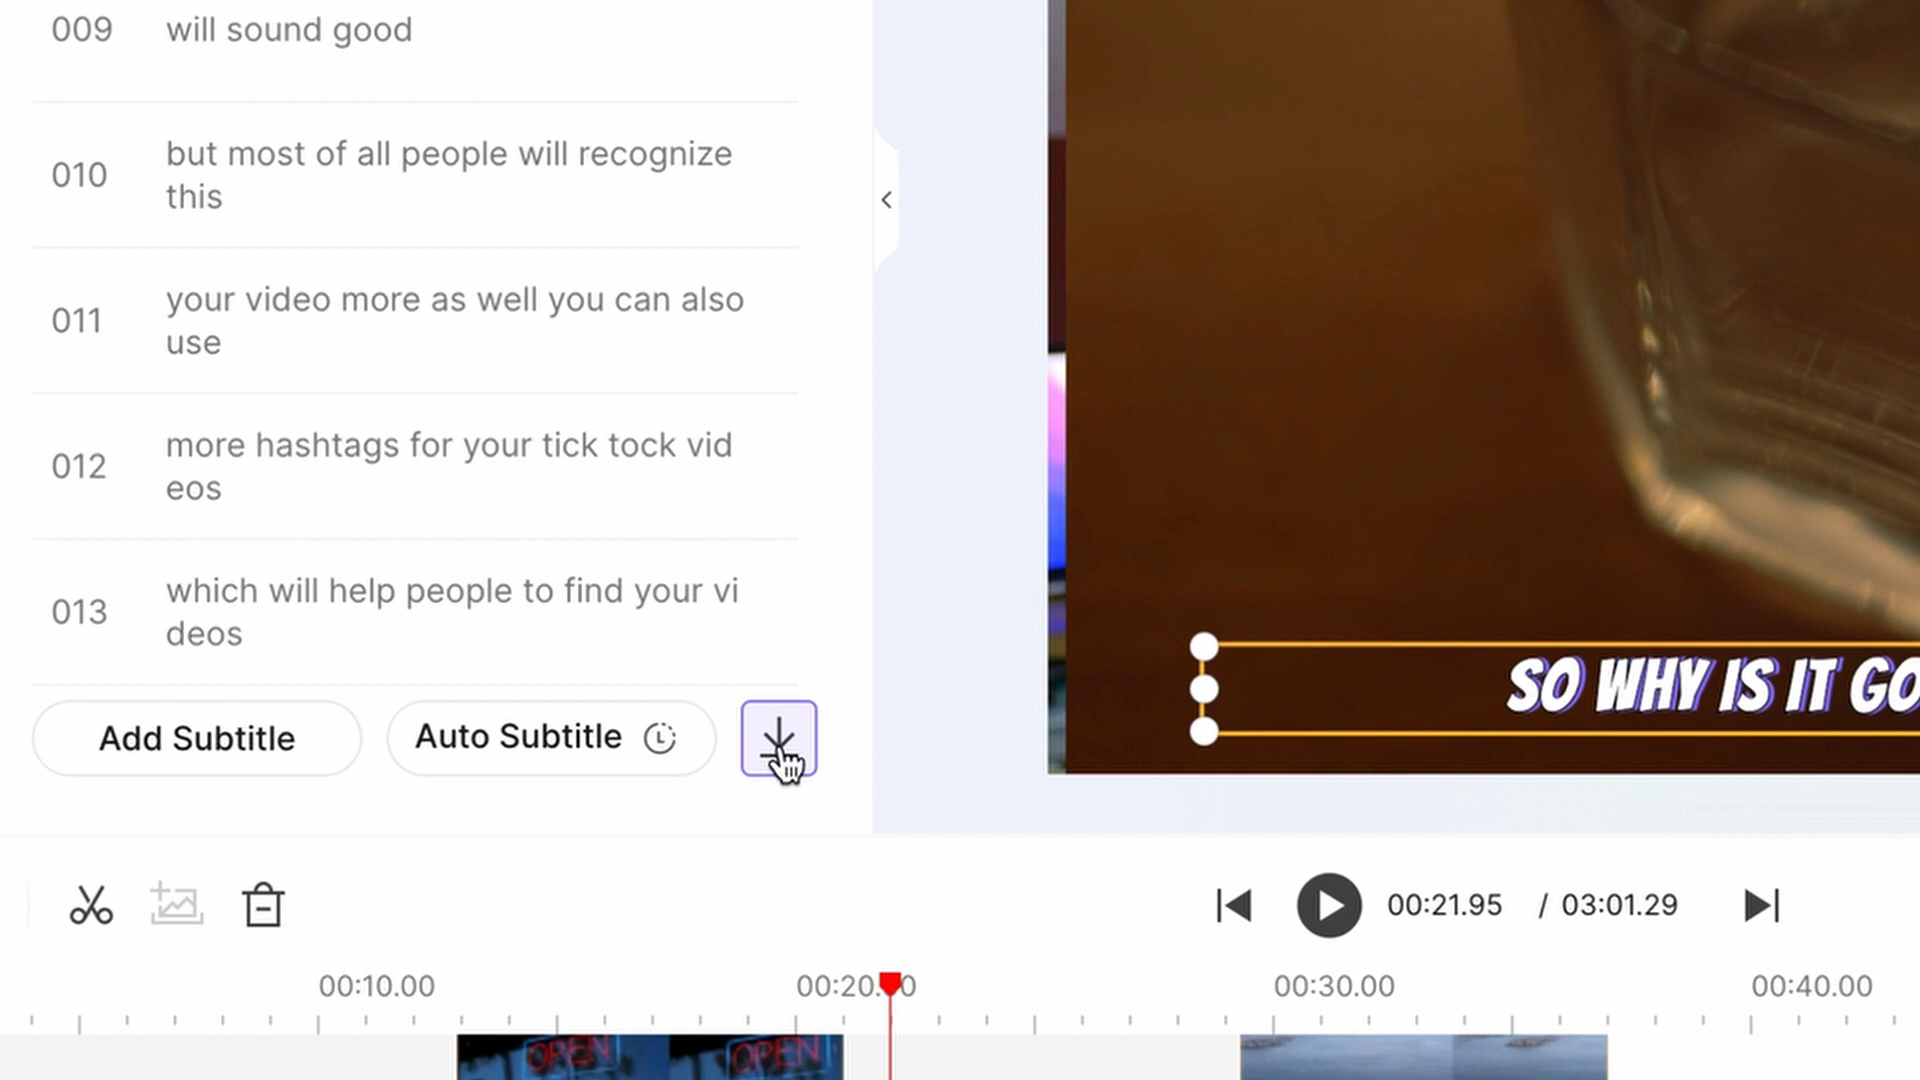 009
will sound good
010
but most of all people will recognize
this
011
your video more as well you can also
use
012
more hashtags for your tick tock vid
eos
013
which will help people to find your vi
deos
Add Subtitle
Auto Subtitle
SO WHY IS IT GO
00:21.95 / 03:01.29
00:10.00
00:30.00
00:40.00
OPEN
OPEN